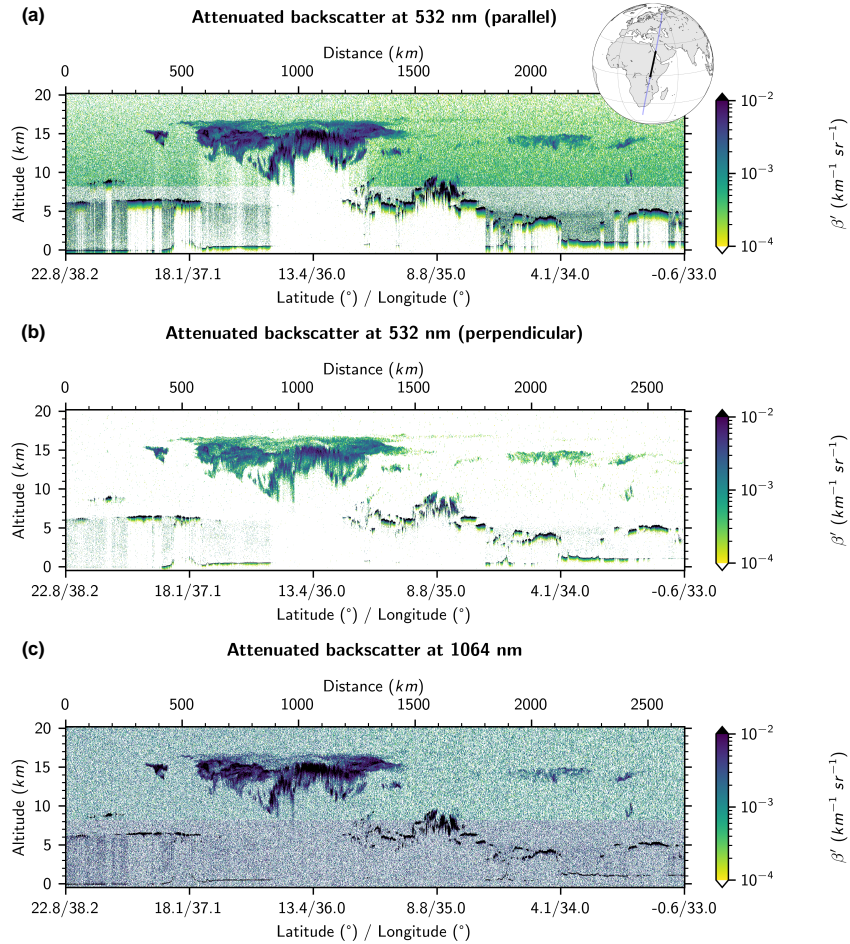 (a)
Attenuated backscatter at 532 nm (parallel)
Distance (km)
0 500 1000 1500 2000
20
15
10
5
0
Altitude (km)
22.8/38.2 18.1/37.1 13.4/36.0 8.8/35.0 4.1/34.0 -0.6/33.0
Latitude (°) / Longitude (°)
10⁻²
10⁻³
10⁻⁴
β′ (km⁻¹ sr⁻¹)
(b)
Attenuated backscatter at 532 nm (perpendicular)
Distance (km)
0 500 1000 1500 2000 2500
20
15
10
5
0
Altitude (km)
22.8/38.2 18.1/37.1 13.4/36.0 8.8/35.0 4.1/34.0 -0.6/33.0
Latitude (°) / Longitude (°)
10⁻²
10⁻³
10⁻⁴
β′ (km⁻¹ sr⁻¹)
(c)
Attenuated backscatter at 1064 nm
Distance (km)
0 500 1000 1500 2000 2500
20
15
10
5
0
Altitude (km)
22.8/38.2 18.1/37.1 13.4/36.0 8.8/35.0 4.1/34.0 -0.6/33.0
Latitude (°) / Longitude (°)
10⁻²
10⁻³
10⁻⁴
β′ (km⁻¹ sr⁻¹)